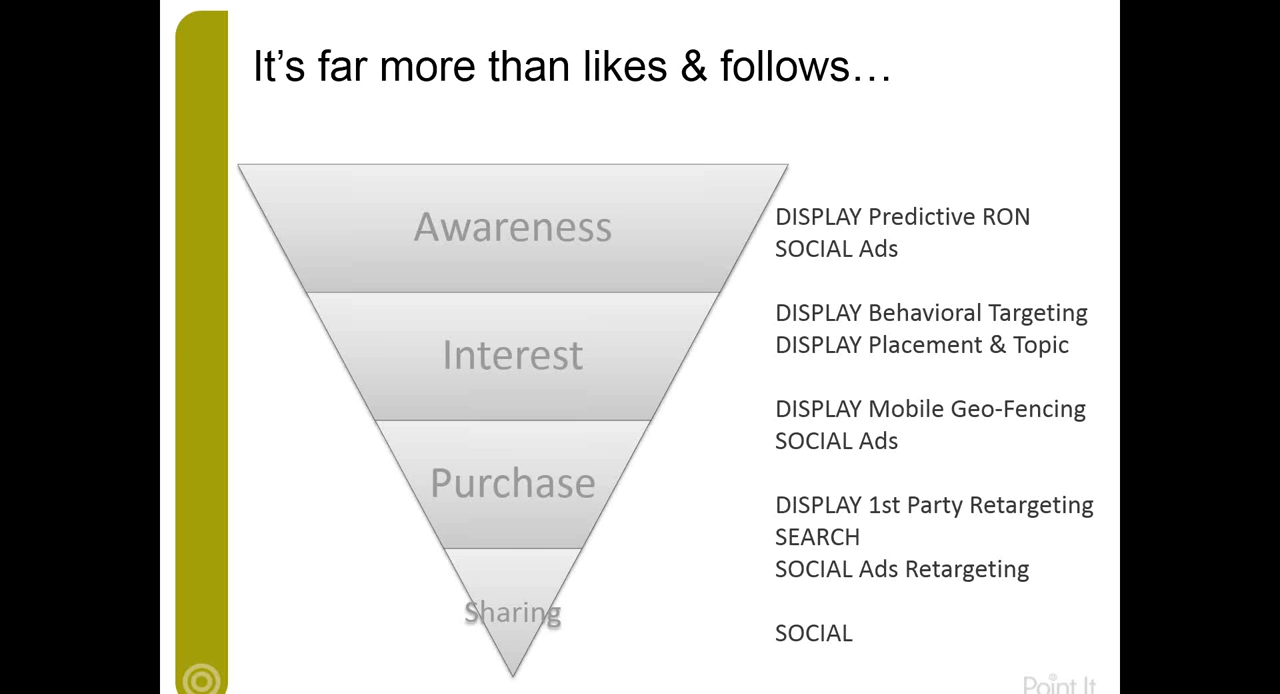 It's far more than likes & follows…
Awareness
Interest
Purchase
Sharing
DISPLAY Predictive RON
SOCIAL Ads
DISPLAY Behavioral Targeting
DISPLAY Placement & Topic
DISPLAY Mobile Geo-Fencing
SOCIAL Ads
DISPLAY 1st Party Retargeting
SEARCH
SOCIAL Ads Retargeting
SOCIAL
Point It